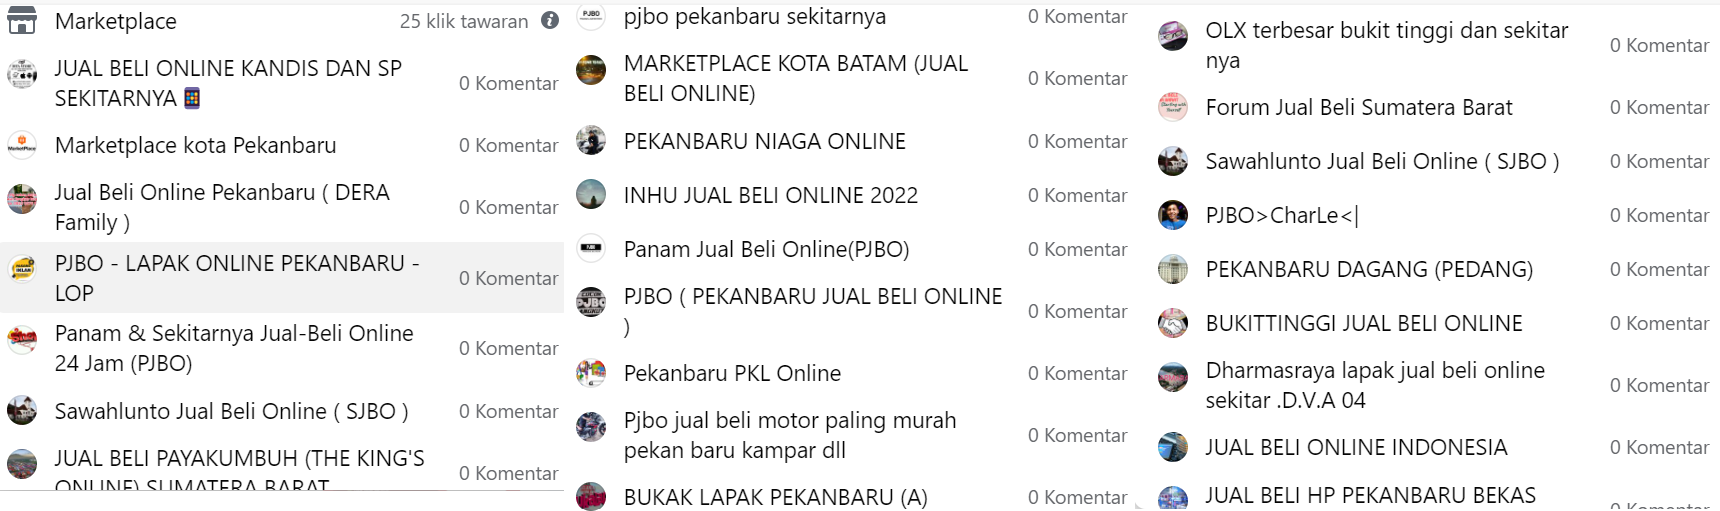 Marketplace 25 klik tawaran
JUAL BELI ONLINE KANDIS DAN SP
SEKITARNYA 0 Komentar
Marketplace kota Pekanbaru 0 Komentar
Jual Beli Online Pekanbaru ( DERA
Family ) 0 Komentar
PJBO - LAPAK ONLINE PEKANBARU -
LOP 0 Komentar
Panam & Sekitarnya Jual-Beli Online
24 Jam (PJBO) 0 Komentar
Sawahlunto Jual Beli Online ( SJBO ) 0 Komentar
JUAL BELI PAYAKUMBUH (THE KING'S
ONLINE) SUMATERA BARAT 0 Komentar
pjbo pekanbaru sekitarnya 0 Komentar
MARKETPLACE KOTA BATAM (JUAL
BELI ONLINE) 0 Komentar
PEKANBARU NIAGA ONLINE 0 Komentar
INHU JUAL BELI ONLINE 2022 0 Komentar
Panam Jual Beli Online(PJBO) 0 Komentar
PJBO ( PEKANBARU JUAL BELI ONLINE
) 0 Komentar
Pekanbaru PKL Online 0 Komentar
Pjbo jual beli motor paling murah
pekan baru kampar dll 0 Komentar
BUKAK LAPAK PEKANBARU (A) 0 Komentar
OLX terbesar bukit tinggi dan sekitar
nya 0 Komentar
Forum Jual Beli Sumatera Barat 0 Komentar
Sawahlunto Jual Beli Online ( SJBO ) 0 Komentar
PJBO>CharLe<| 0 Komentar
PEKANBARU DAGANG (PEDANG) 0 Komentar
BUKITTINGGI JUAL BELI ONLINE 0 Komentar
Dharmasraya lapak jual beli online
sekitar .D.V.A 04 0 Komentar
JUAL BELI ONLINE INDONESIA 0 Komentar
JUAL BELI HP PEKANBARU BEKAS 0 Komentar